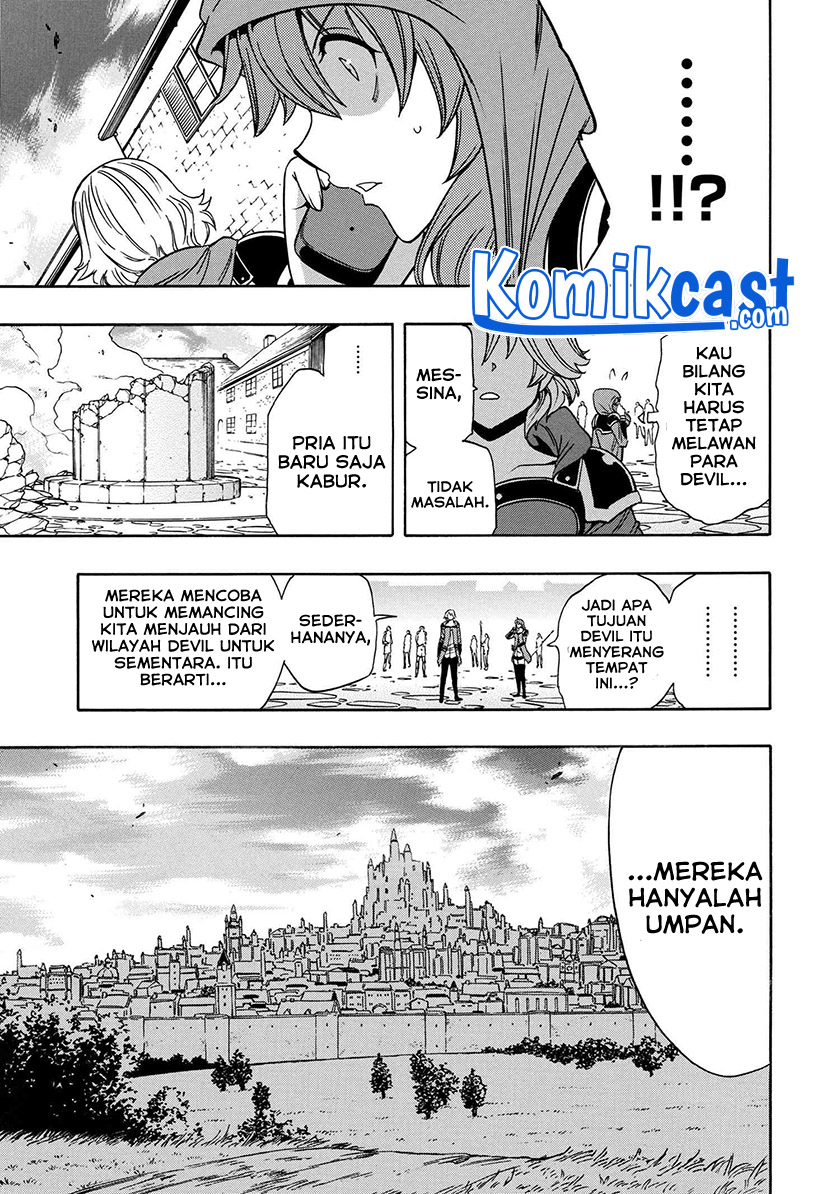 ......
!!?
Komikcast
.com
KAU
BILANG
KITA
HARUS
TETAP
MELAWAN
PARA
DEVIL...
MES-
SINA,
TIDAK
MASALAH.
......
PRIA ITU
BARU SAJA
KABUR.
......
JADI APA
TUJUAN
DEVIL ITU
MENYERANG
TEMPAT
INI...?
SEDER-
HANANYA,
MEREKA MENCOBA
UNTUK MEMANCING
KITA MENJAUH DARI
WILAYAH DEVIL UNTUK
SEMENTARA. ITU
BERARTI...
...MEREKA
HANYALAH
UMPAN.